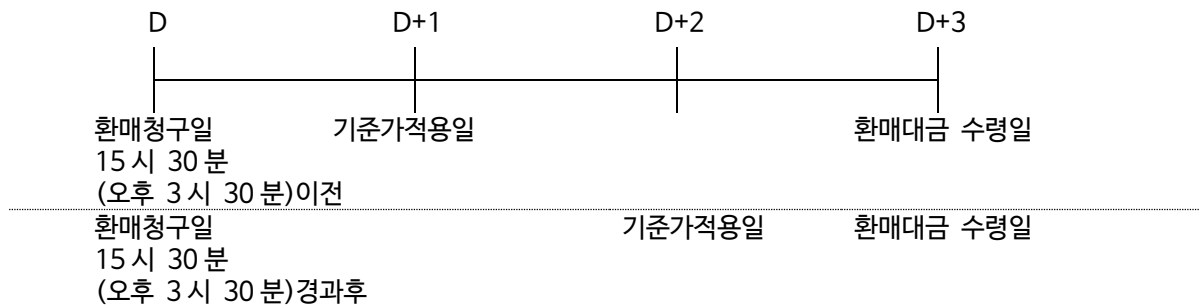 D D+1 D+2 D+3
환매청구일 기준가적용일 환매대금 수령일
15 시 30 분
(오후 3 시 30 분)이전
환매청구일 기준가적용일 환매대금 수령일
15 시 30 분
(오후 3 시 30 분)경과후